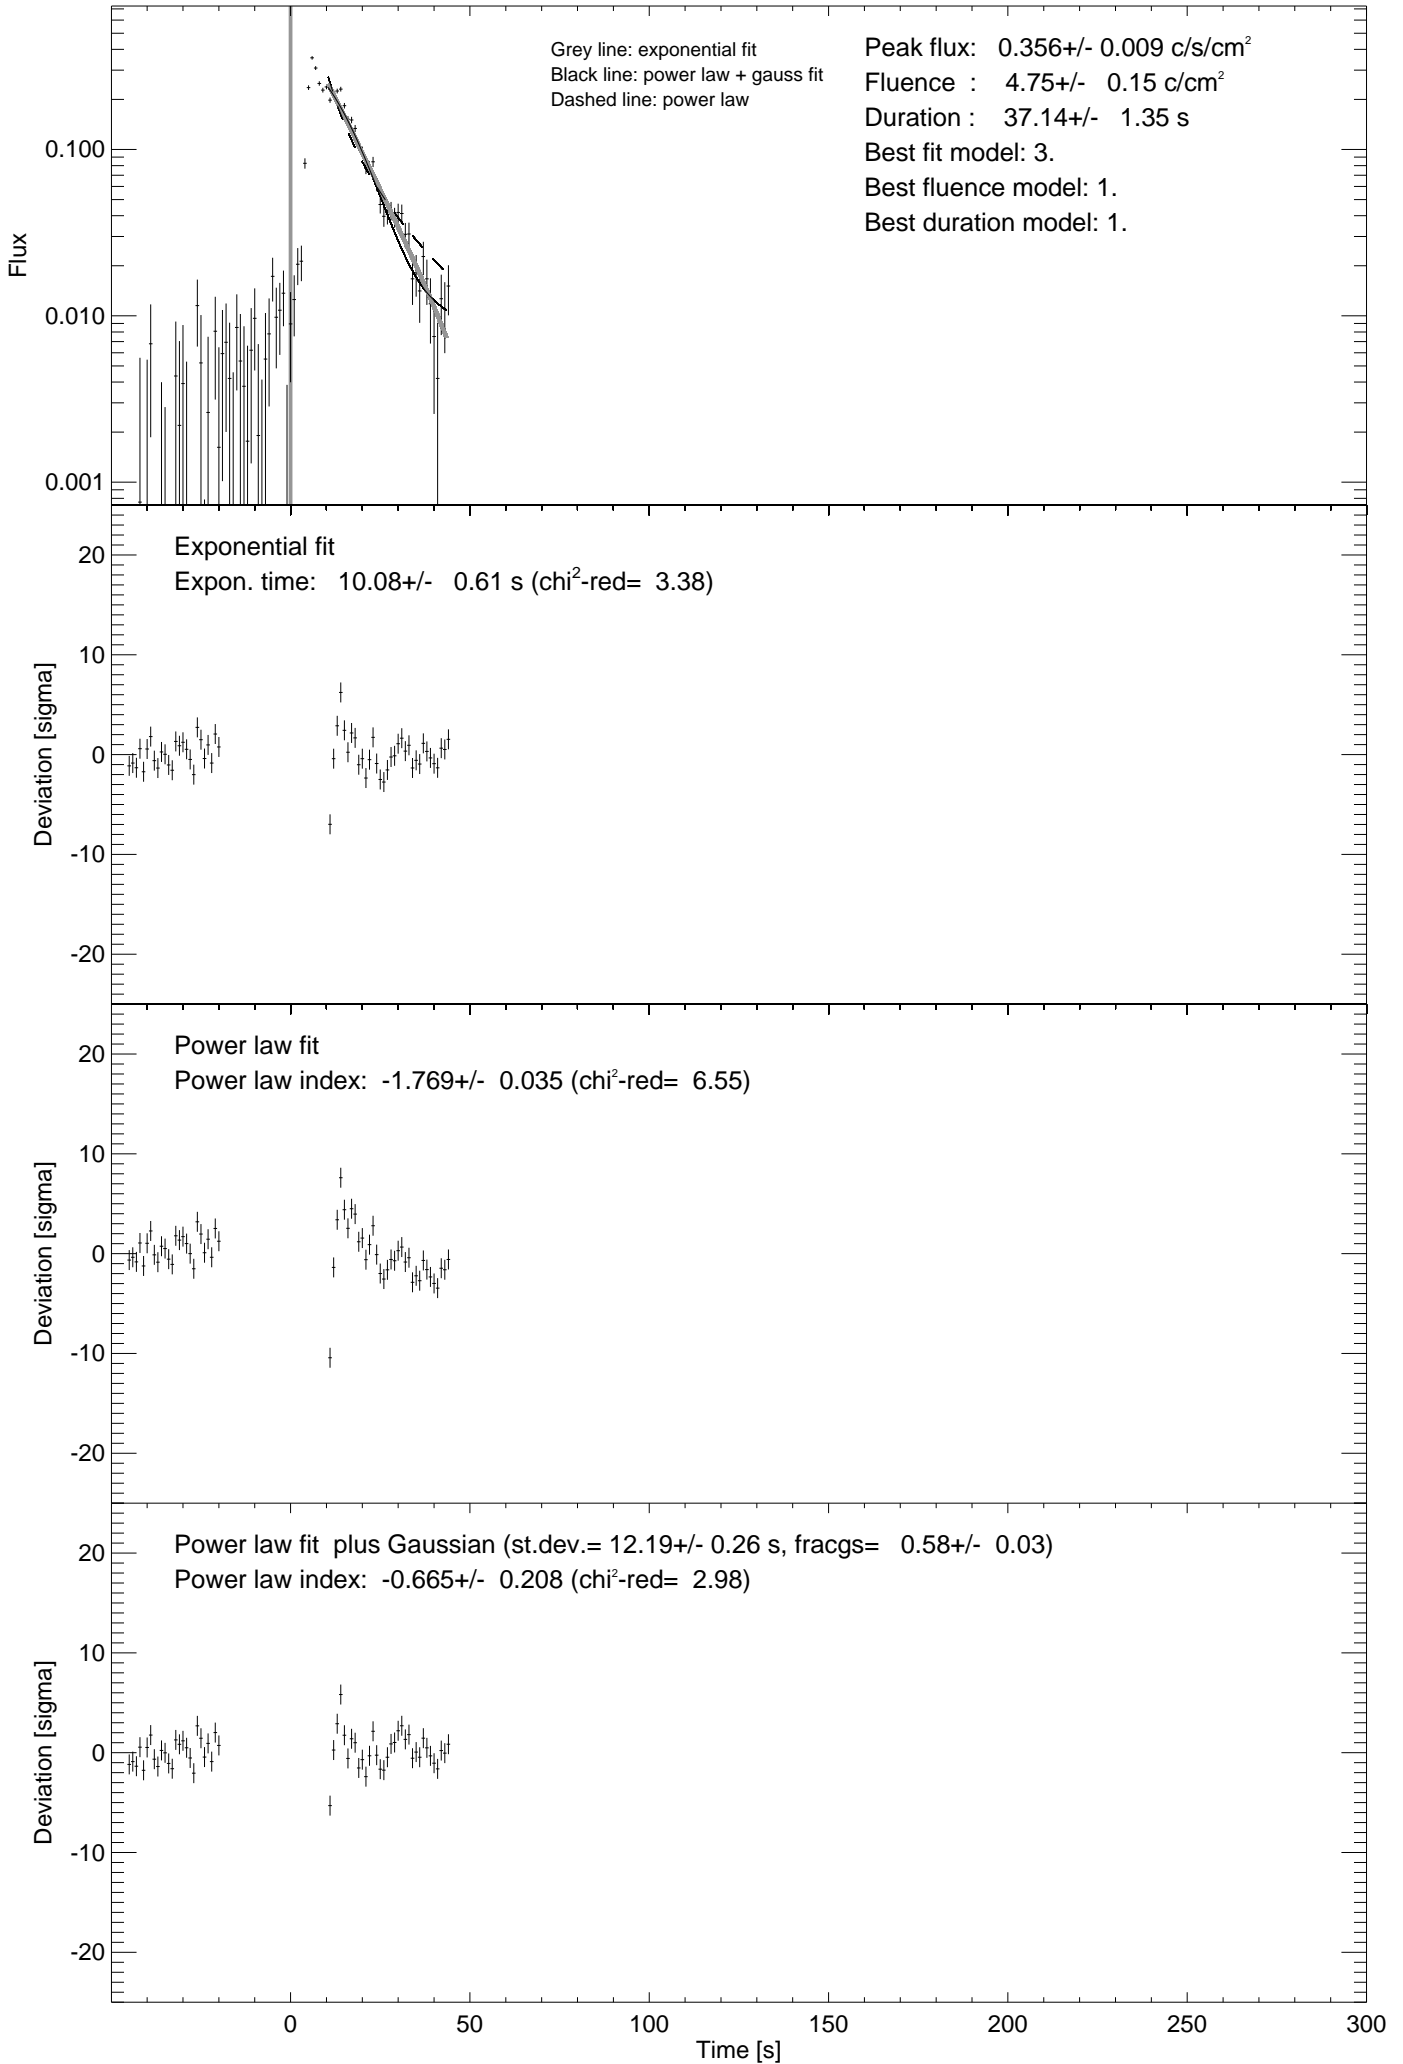 Grey line: exponential fit
Black line: power law + gauss fit
Dashed line: power law
Peak flux: 0.356+/- 0.009 c/s/cm²
Fluence : 4.75+/- 0.15 c/cm²
Duration : 37.14+/- 1.35 s
Best fit model: 3.
Best fluence model: 1.
Best duration model: 1.
0.100
0.010
0.001
Flux
Exponential fit
Expon. time: 10.08+/- 0.61 s (chi²-red= 3.38)
20
10
0
-10
-20
Deviation [sigma]
Power law fit
Power law index: -1.769+/- 0.035 (chi²-red= 6.55)
20
10
0
-10
-20
Deviation [sigma]
Power law fit plus Gaussian (st.dev.= 12.19+/- 0.26 s, fracgs= 0.58+/- 0.03)
Power law index: -0.665+/- 0.208 (chi²-red= 2.98)
20
10
0
-10
-20
Deviation [sigma]
0 50 100 150 200 250 300
Time [s]